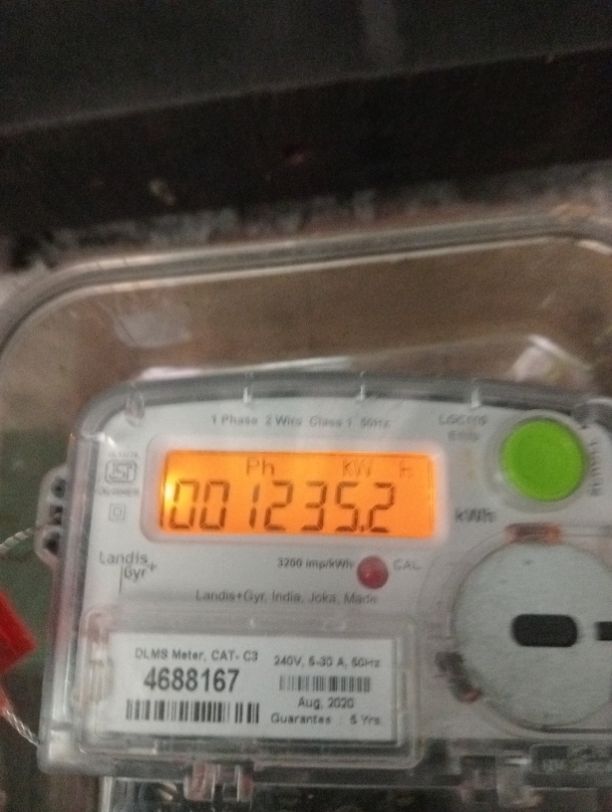 1 Phase 2 Wire Class 1 50Hz
Ph kW
001235.2
kWh
Landis
Gyr+
3200 imp/kWh
CAL
Landis+Gyr, India, Joka, Made
DLMS Meter, CAT- C3
240V, 5-30 A, 50Hz
4688167
Aug, 2020
Guarantee : 5 Yrs